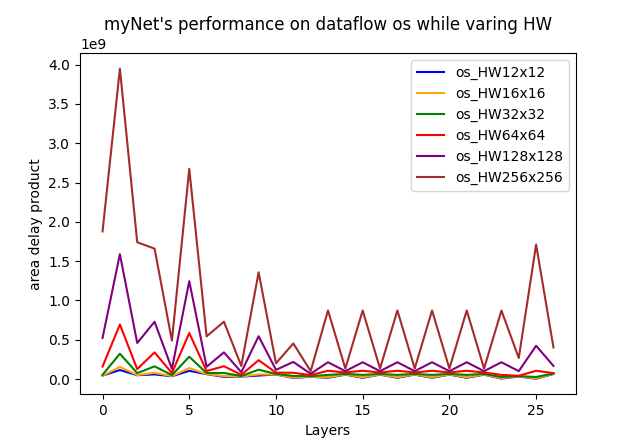 myNet's performance on dataflow os while varing HW
1e9
4.0
3.5
3.0
2.5
2.0
1.5
1.0
0.5
0.0
area delay product
os_HW12x12
os_HW16x16
os_HW32x32
os_HW64x64
os_HW128x128
os_HW256x256
0 5 10 15 20 25
Layers